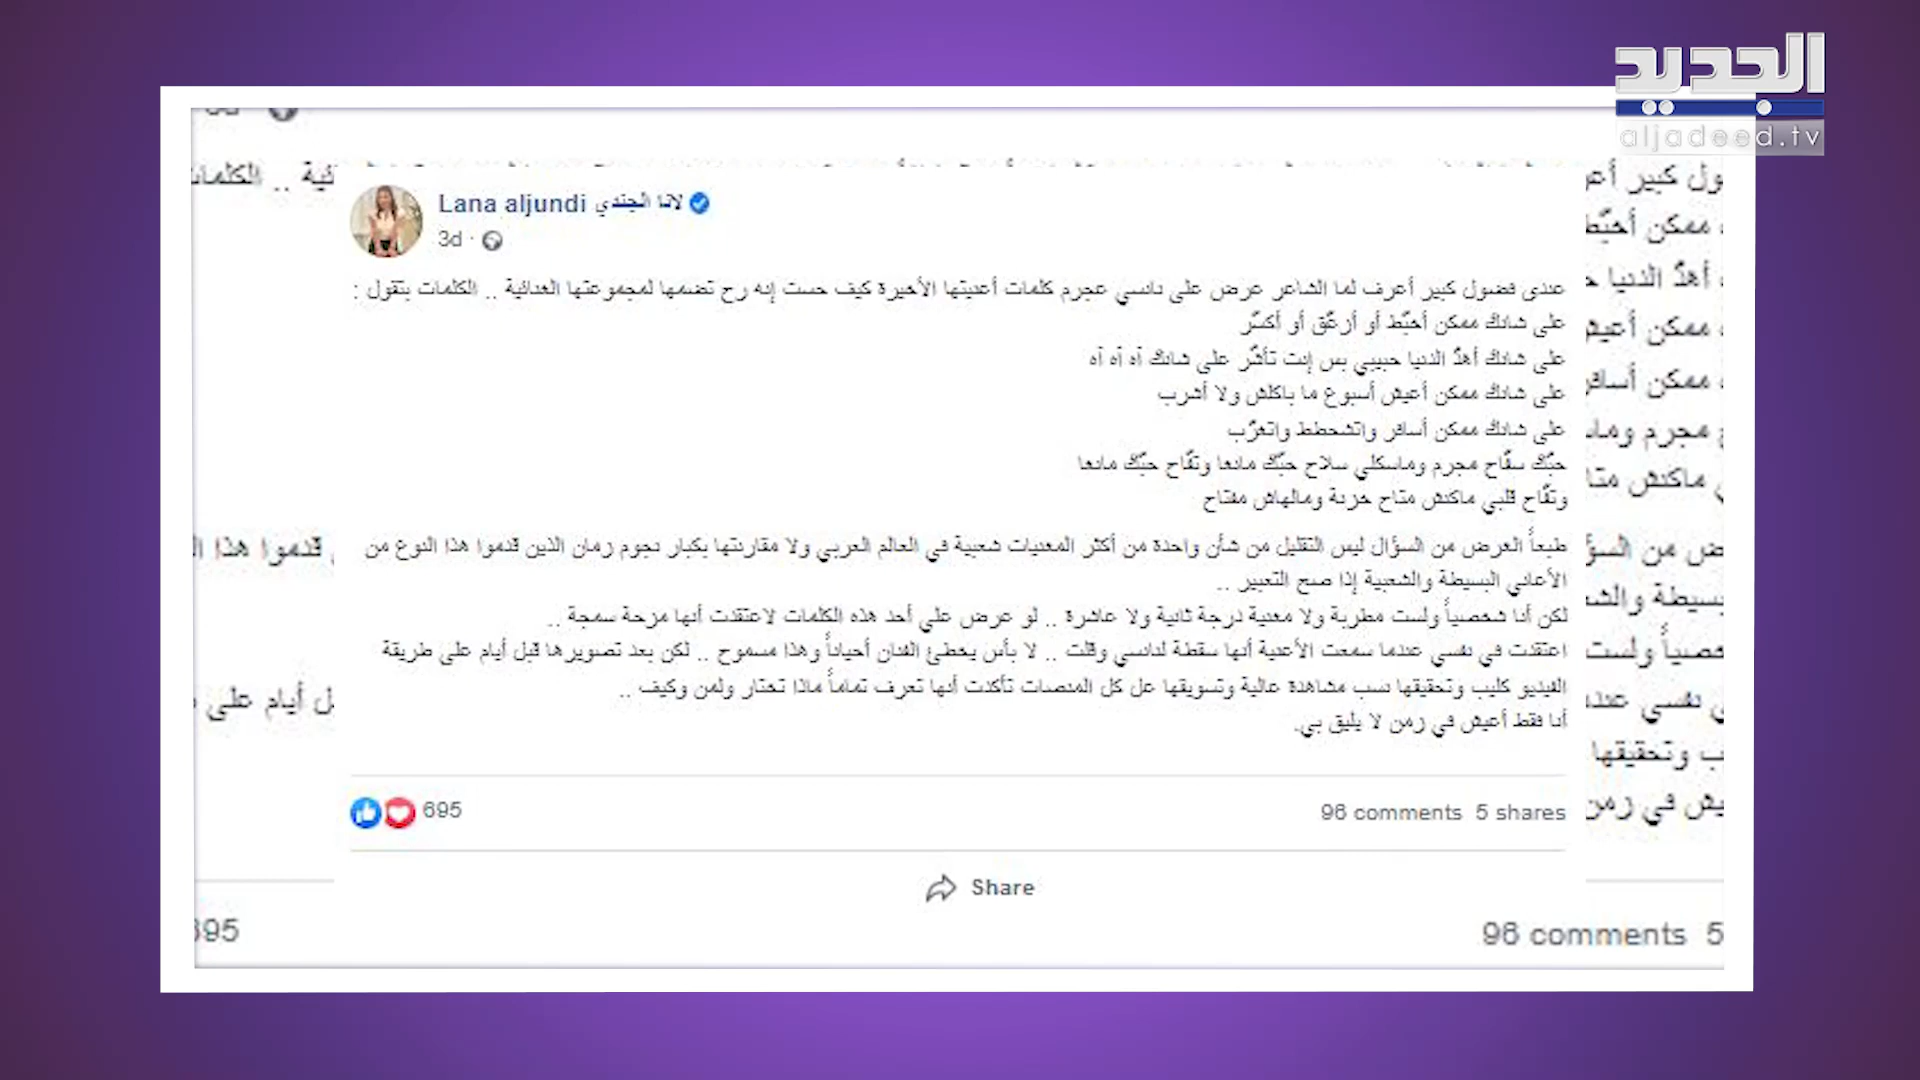 الجديد
aljadeed.tv
Lana aljundi لانا الجندي
3d
عندي فضول كبير أعرف لما الشاعر عرض على نانسي عجرم كلمات أغنيتها الأخيرة كيف حست إنه رح تضمها لمجموعتها الغنائية .. الكلمات بتقول :
على شانك ممكن أخبّط أو أزعّق أو أكسّر
على شانك أهدّ الدنيا حبيبي بس إنت تأشّر على شانك آه آه آه
على شانك ممكن أعيش أسبوع ما باكلش ولا أشرب
على شانك ممكن أسافر واتشحطط واتغرّب
حبّك سفّاح مجرم وماسكلي سلاح حبّك مانغا وتفّاح حبّك مانغا
وتفّاح قلبي ماكنش متاح خزنة ومالهاش مفتاح
طبعاً الغرض من السؤال ليس التقليل من شأن واحدة من أكثر المغنيات شعبية في العالم العربي ولا مقارنتها بكبار نجوم زمان الذين قدموا هذا النوع من
الأغاني البسيطة والشعبية إذا صح التعبير ..
لكن أنا شخصياً ولست مطربة ولا مغنية درجة ثانية ولا عاشرة .. لو عرض علي أحد هذه الكلمات لاعتقدت أنها مزحة سمجة ..
اعتقدت في نفسي عندما سمعت الأغنية أنها سقطة لنانسي وقلت .. لا بأس يخطئ الفنان أحياناً وهذا مسموح .. لكن بعد تصويرها قبل أيام على طريقة
الفيديو كليب وتحقيقها نسب مشاهدة عالية وتسويقها عل كل المنصات تأكدت أنها تعرف تماماً ماذا تختار ولمن وكيف ..
أنا فقط أعيش في زمن لا يليق بي.
695
96 comments 5 shares
Share